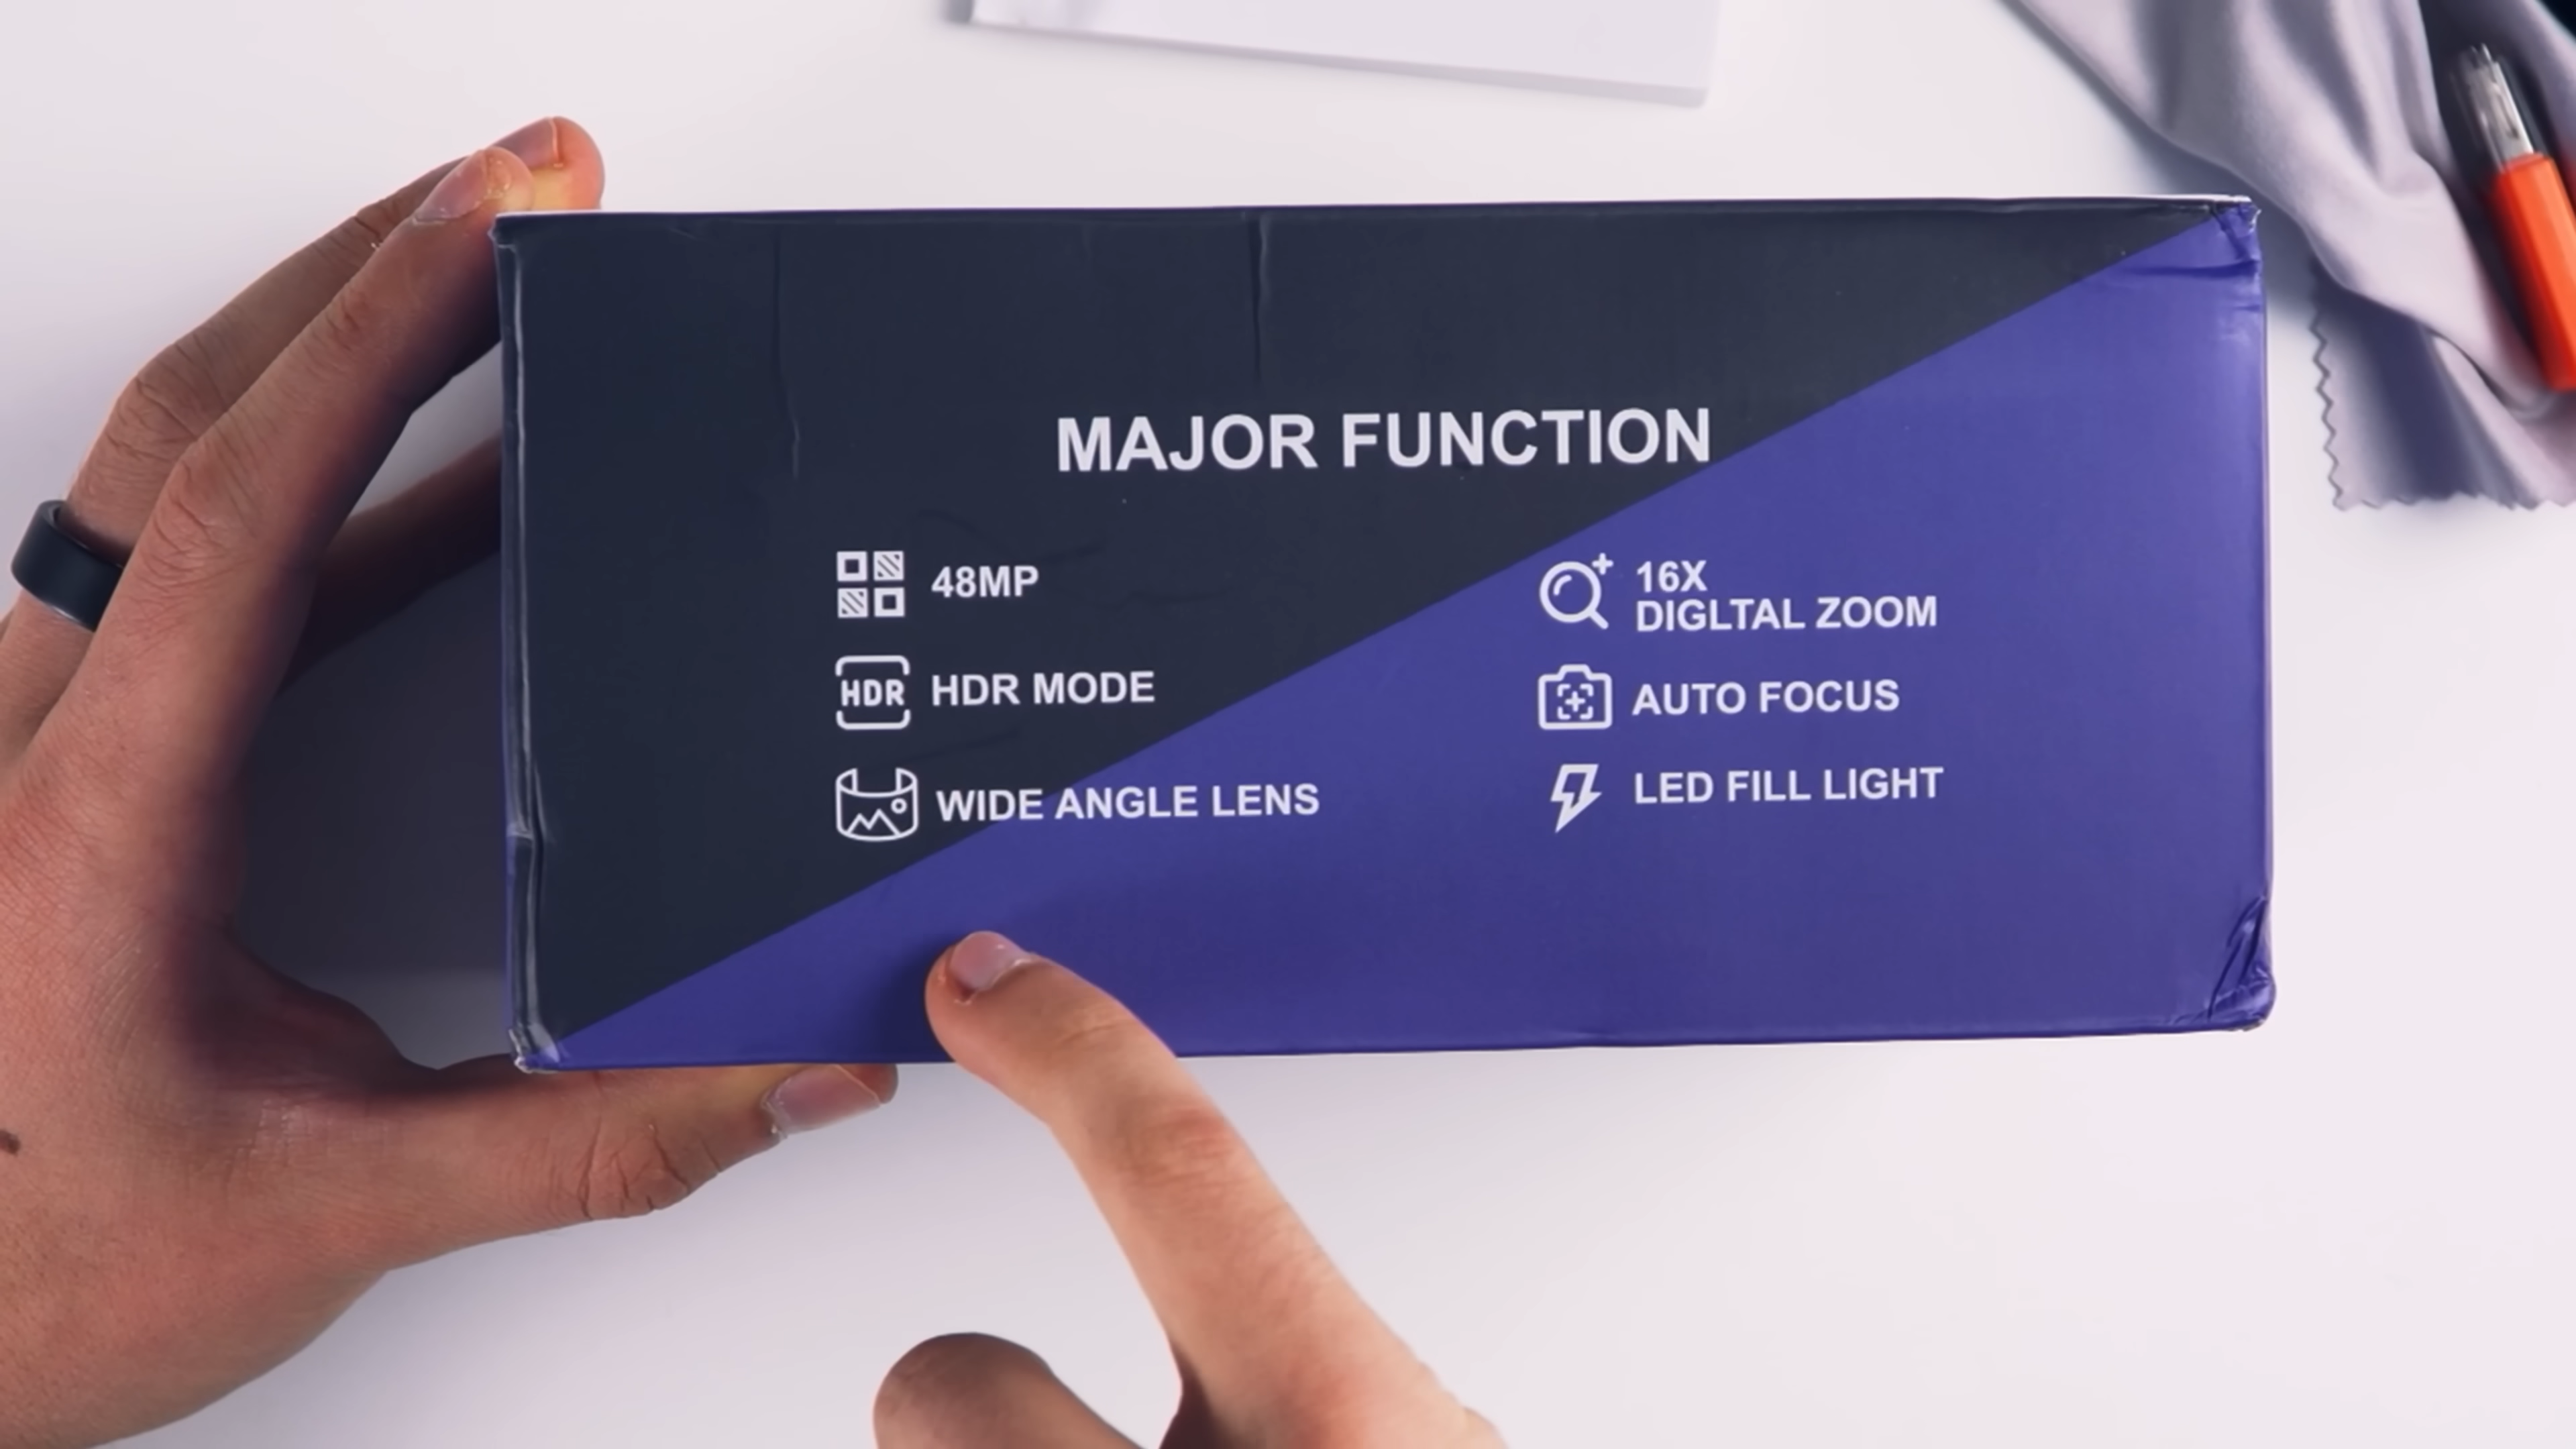 MAJOR FUNCTION
48MP
HDR
HDR MODE
WIDE ANGLE LENS
16X
DIGLTAL ZOOM
AUTO FOCUS
LED FILL LIGHT